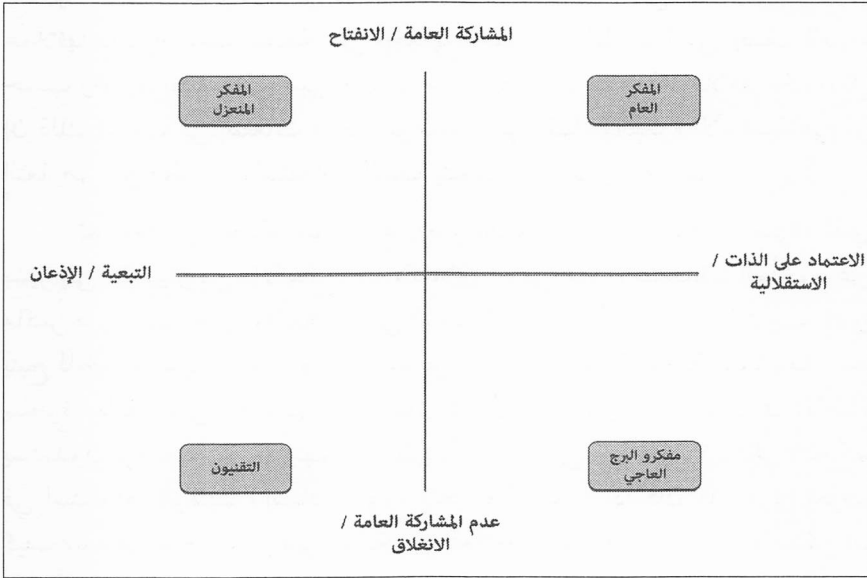 المشاركة العامة / الانفتاح
المفكر
العام
المفكر
المنعزل
الاعتماد على الذات /
الاستقلالية
التبعية / الإذعان
مفكرو البرج
العاجي
التقنيون
عدم المشاركة العامة /
الانغلاق